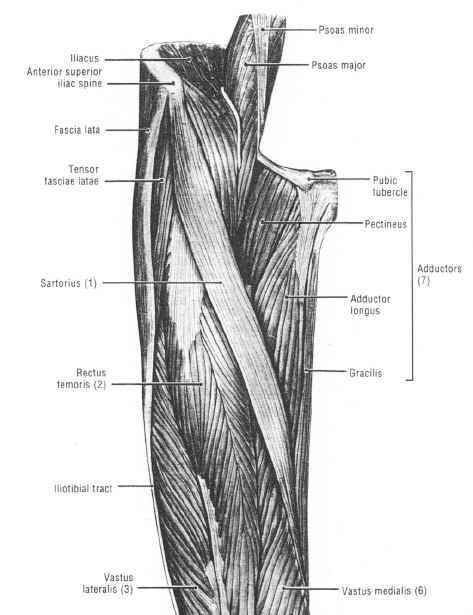 Psoas minor
Iliacus
Psoas major
Anterior superior
iliac spine
Fascia lata
Tensor
fasciae latae
Pubic
tubercle
Pectineus
Adductors
(7)
Sartorius (1)
Adductor
longus
Rectus
femoris (2)
Gracilis
Iliotibial tract
Vastus
lateralis (3)
Vastus medialis (6)